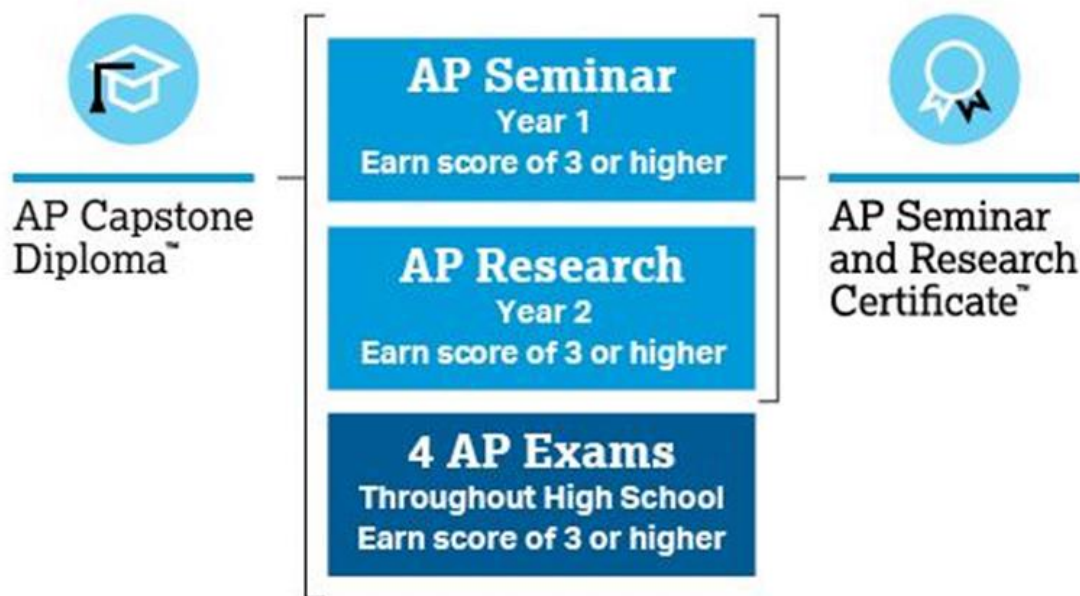 AP Capstone
Diploma™
AP Seminar
Year 1
Earn score of 3 or higher
AP Research
Year 2
Earn score of 3 or higher
4 AP Exams
Throughout High School
Earn score of 3 or higher
AP Seminar
and Research
Certificate™